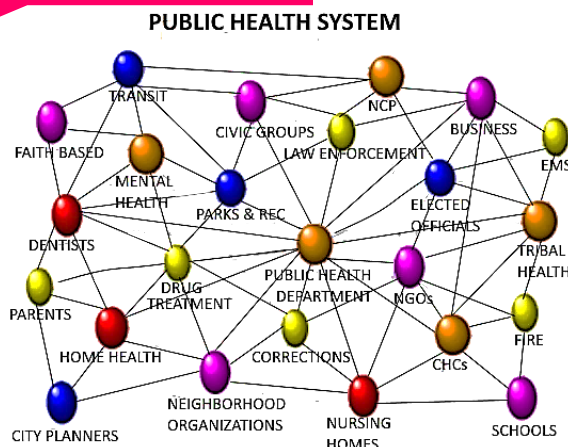 PUBLIC HEALTH SYSTEM
TRANSIT
NCP
CIVIC GROUPS
BUSINESS
FAITH BASED
LAW ENFORCEMENT
EMS
MENTAL
HEALTH
PARKS & REC
ELECTED
OFFICIALS
DENTISTS
TRIBAL
HEALTH
PUBLIC HEALTH
DEPARTMENT
DRUG
TREATMENT
NGOs
PARENTS
HOME HEALTH
CORRECTIONS
CHCs
FIRE
NEIGHBORHOOD
ORGANIZATIONS
CITY PLANNERS
NURSING
HOMES
SCHOOLS